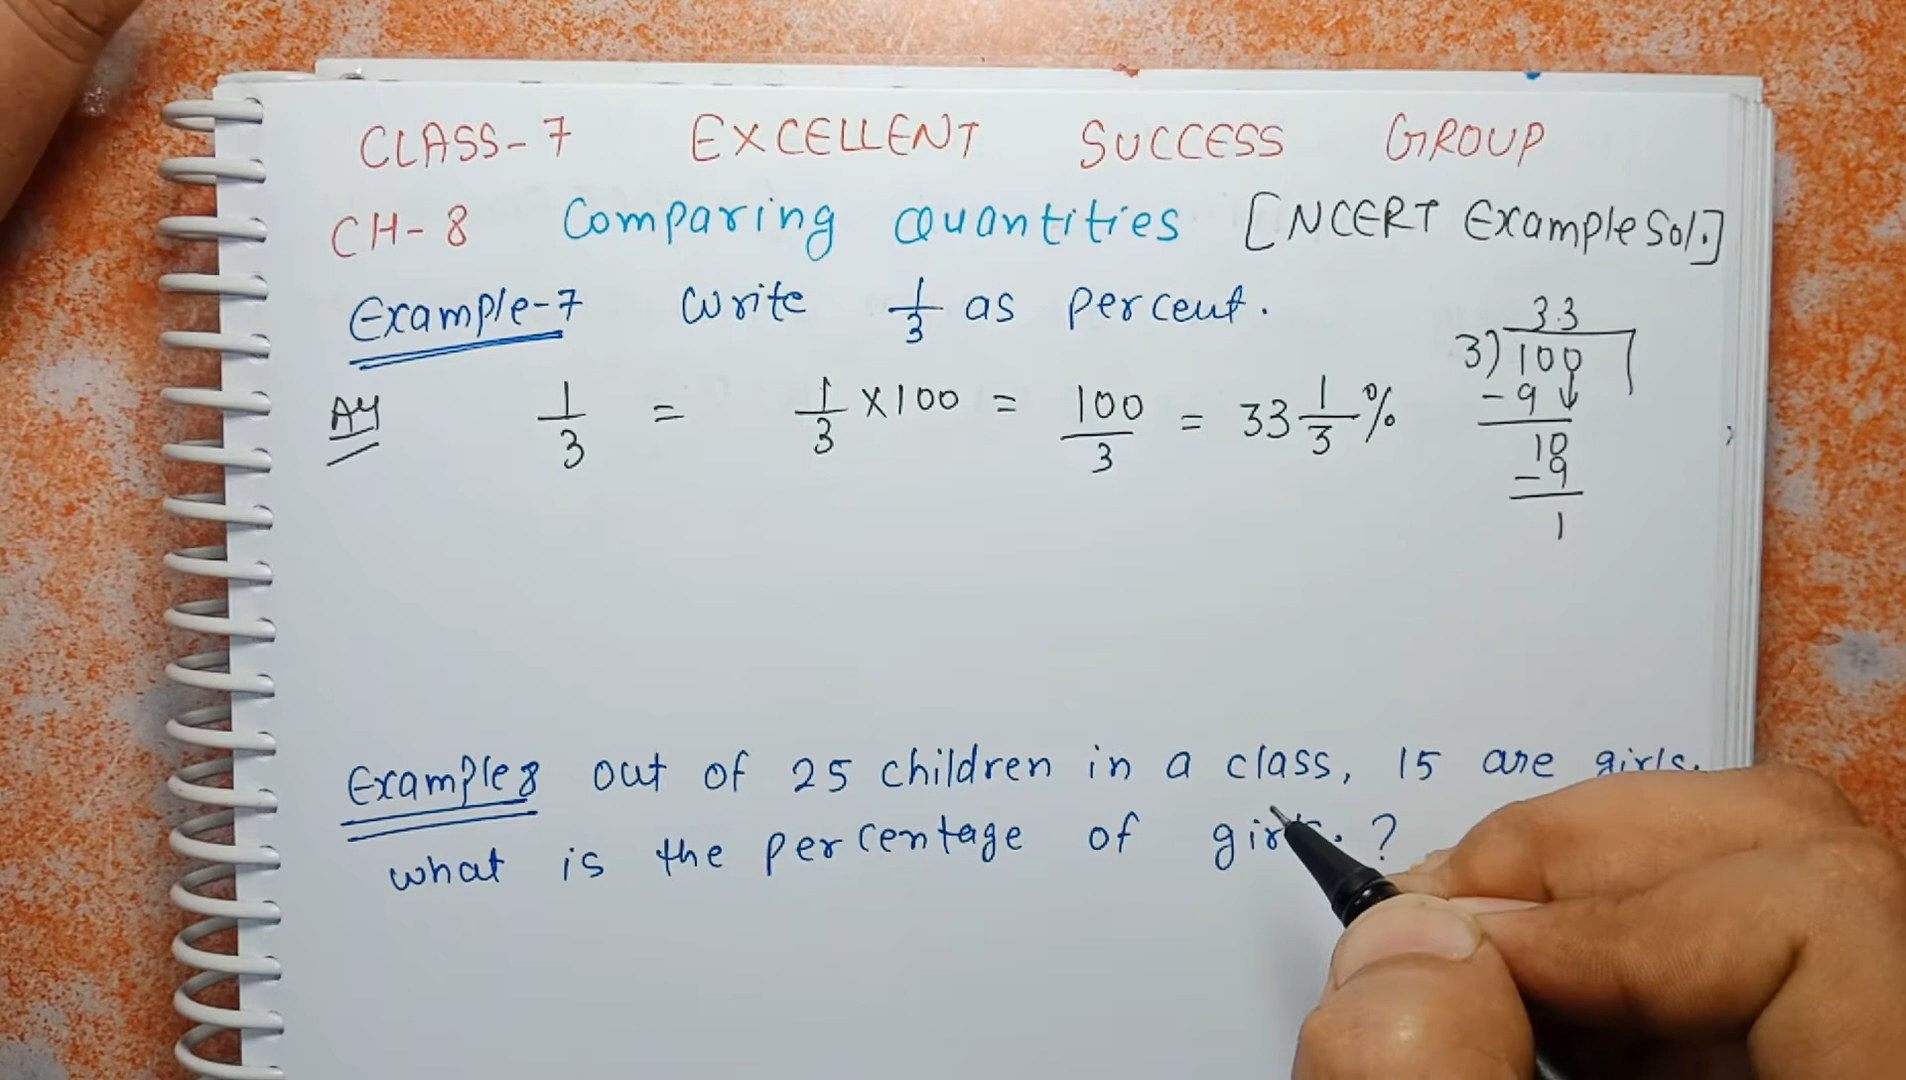 CLASS-7 EXCELLENT SUCCESS GROUP
CH-8 Comparing Quantities [NCERT Example Sol.]
Example-7 Write 1/3 as percent.
1/3 = 1/3 X100 = 100/3 = 33 1/3 %
33
3)100
-9
10
-9
1
Example 8 out of 25 children in a class, 15 are girls.
what is the percentage of ?